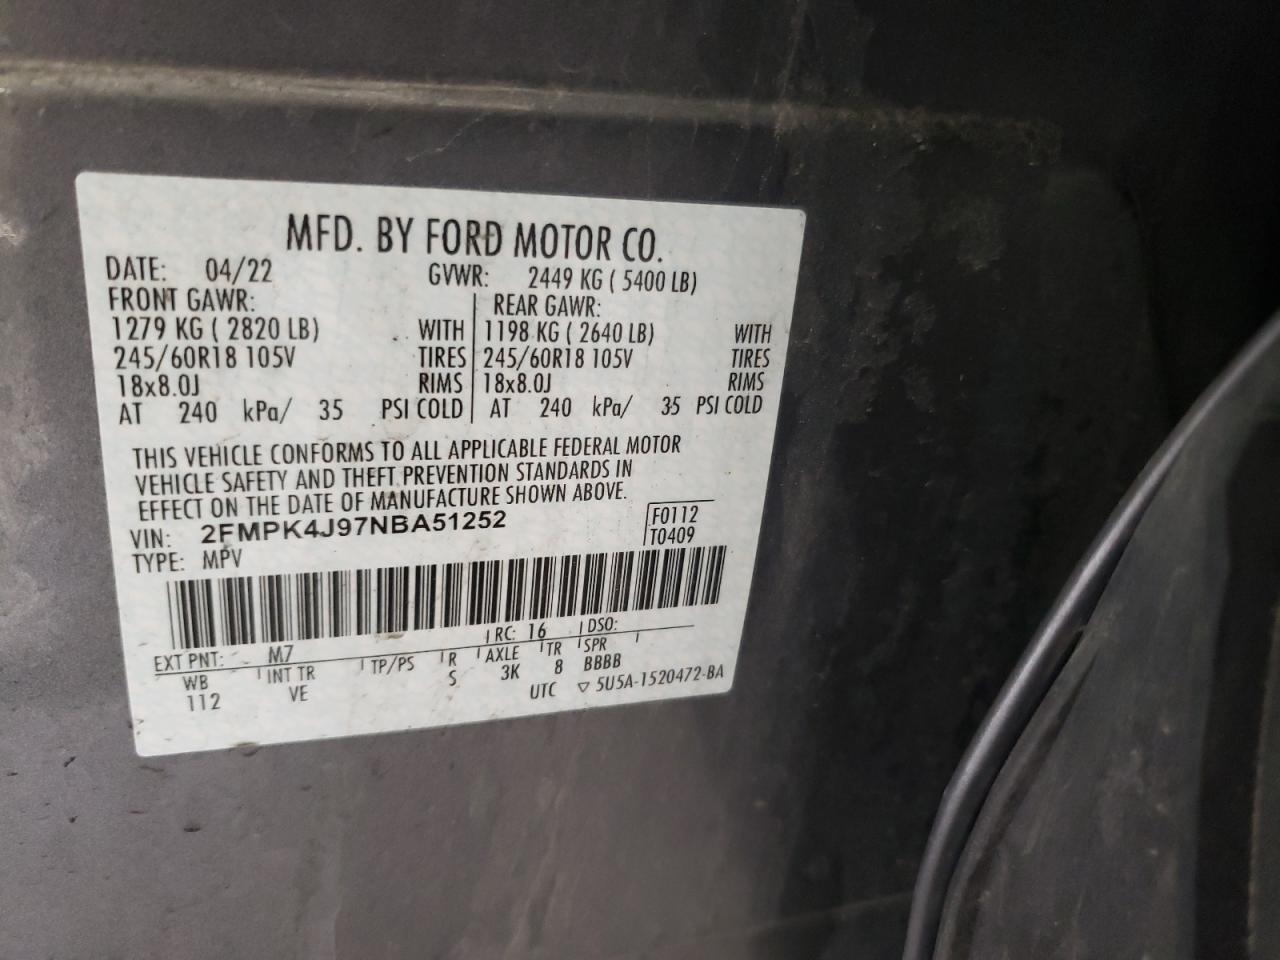 MFD. BY FORD MOTOR CO.
DATE: 04/22 GVWR: 2449 KG ( 5400 LB)
FRONT GAWR: REAR GAWR:
1279 KG ( 2820 LB) WITH 1198 KG ( 2640 LB) WITH
245/60R18 105V TIRES 245/60R18 105V TIRES
18x8.0J RIMS 18x8.0J RIMS
AT 240 kPa/ 35 PSI COLD AT 240 kPa/ 35 PSI COLD
THIS VEHICLE CONFORMS TO ALL APPLICABLE FEDERAL MOTOR
VEHICLE SAFETY AND THEFT PREVENTION STANDARDS IN
EFFECT ON THE DATE OF MANUFACTURE SHOWN ABOVE.
VIN: 2FMPK4J97NBA51252 F0112
TYPE: MPV T0409
EXT PNT: M7 RC: 16 DSO:
WB INT TR TP/PS R AXLE TR SPR
112 VE S 3K 8 BBBB
UTC ▽ 5U5A-1520472-BA